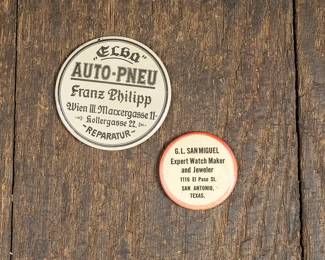 „ELBO"
AUTO-PNEU
Franz Philipp
Wien III. Marxergasse 11-
Kollergasse 22.
-REPARATUR-
G. L. SAN MIGUEL
Expert Watch Maker
and Jeweler
1116 El Paso St.
SAN ANTONIO,
TEXAS.